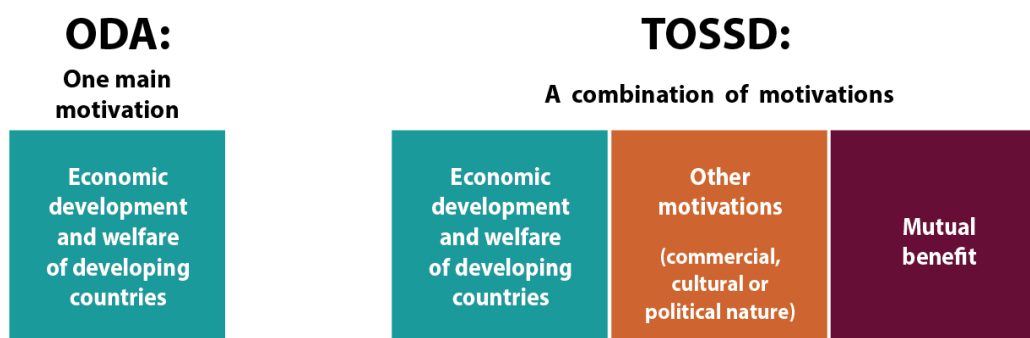 ODA:
One main
motivation
Economic
development
and welfare
of developing
countries
TOSSD:
A combination of motivations
Economic
development
and welfare
of developing
countries
Other
motivations
(commercial,
cultural or
political nature)
Mutual
benefit